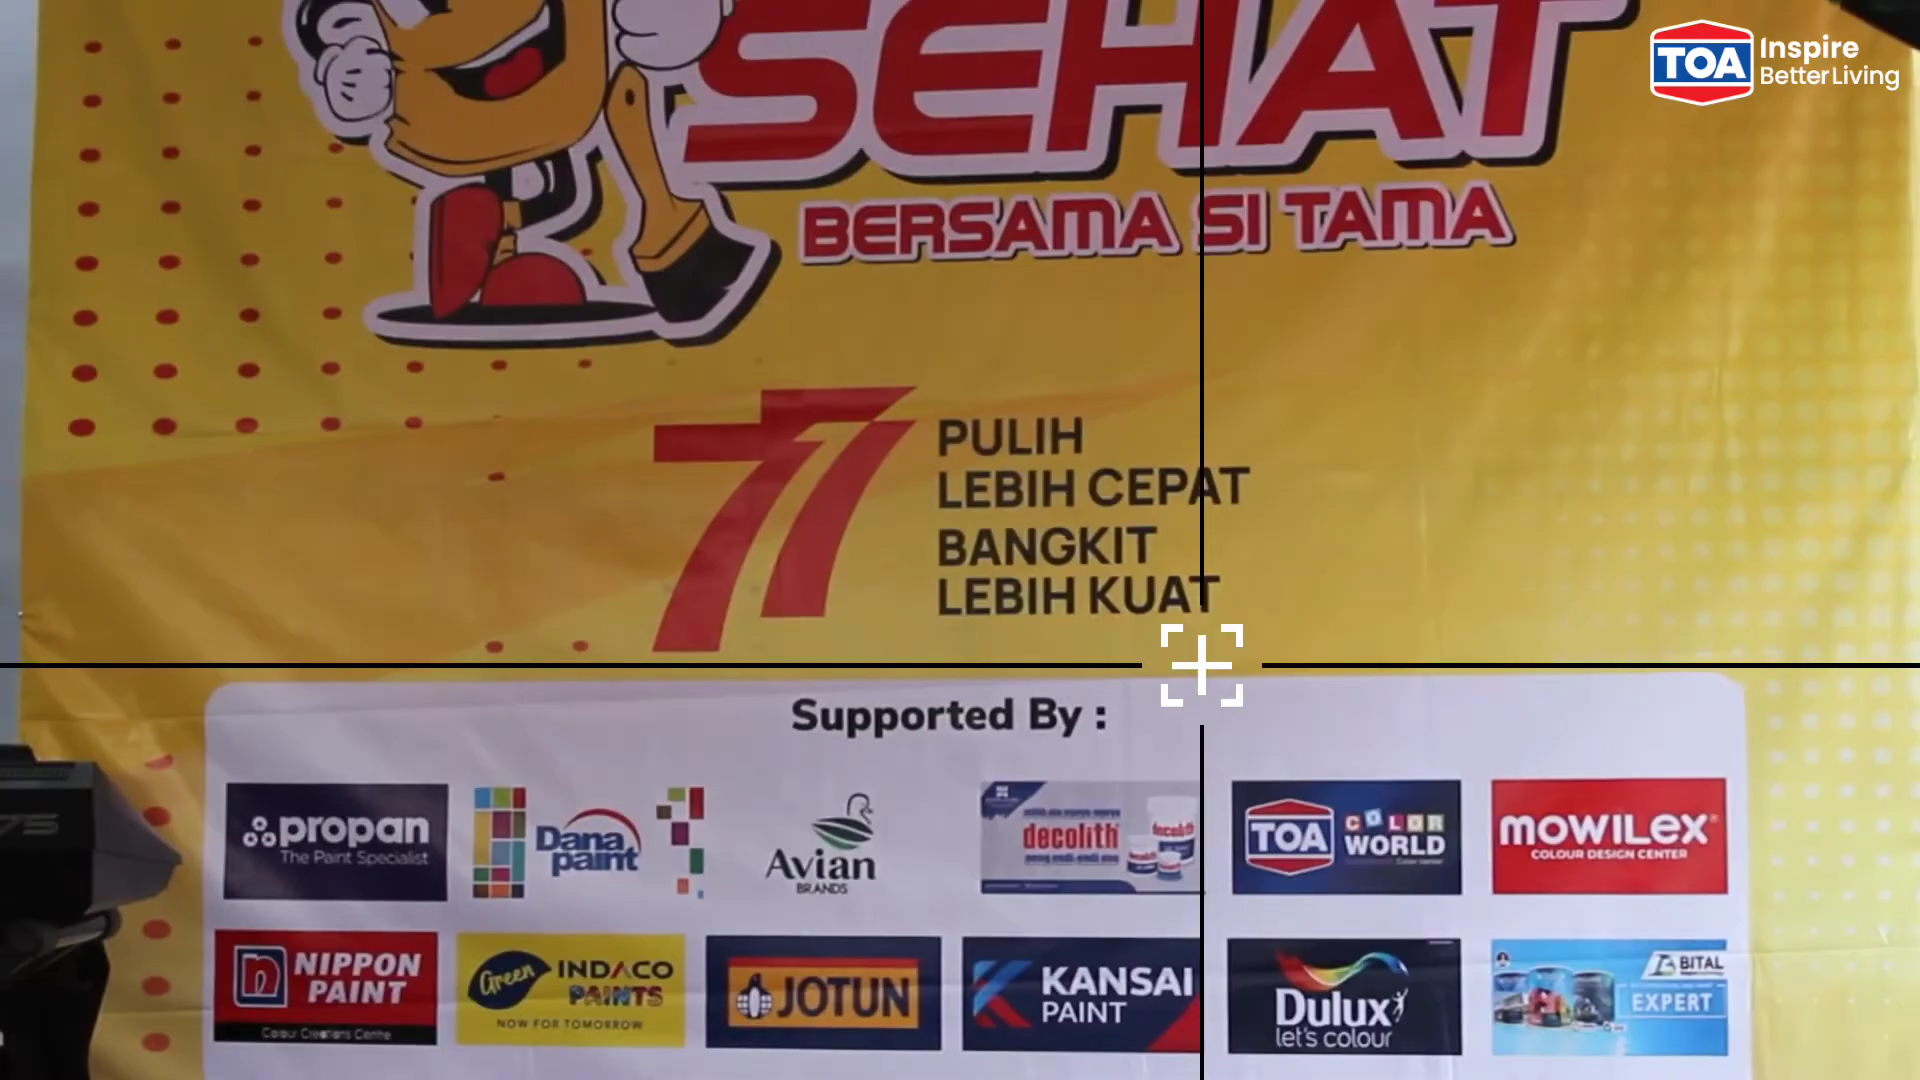 SEHAT
BERSAMA SI TAMA
TOA Inspire
Better Living
77
PULIH
LEBIH CEPAT
BANGKIT
LEBIH KUAT
Supported By :
propan
The Paint Specialist
Dana
paint
Avian
BRANDS
decolith
decolith
TOA COLOR
WORLD
MOWILEX®
COLOUR DESIGN CENTER
NIPPON
PAINT
Colour Creations Centre
Green INDACO
PAINTS
NOW FOR TOMORROW
JOTUN
KANSAI
PAINT
Dulux
let's colour
BITAL
EXPERT
75